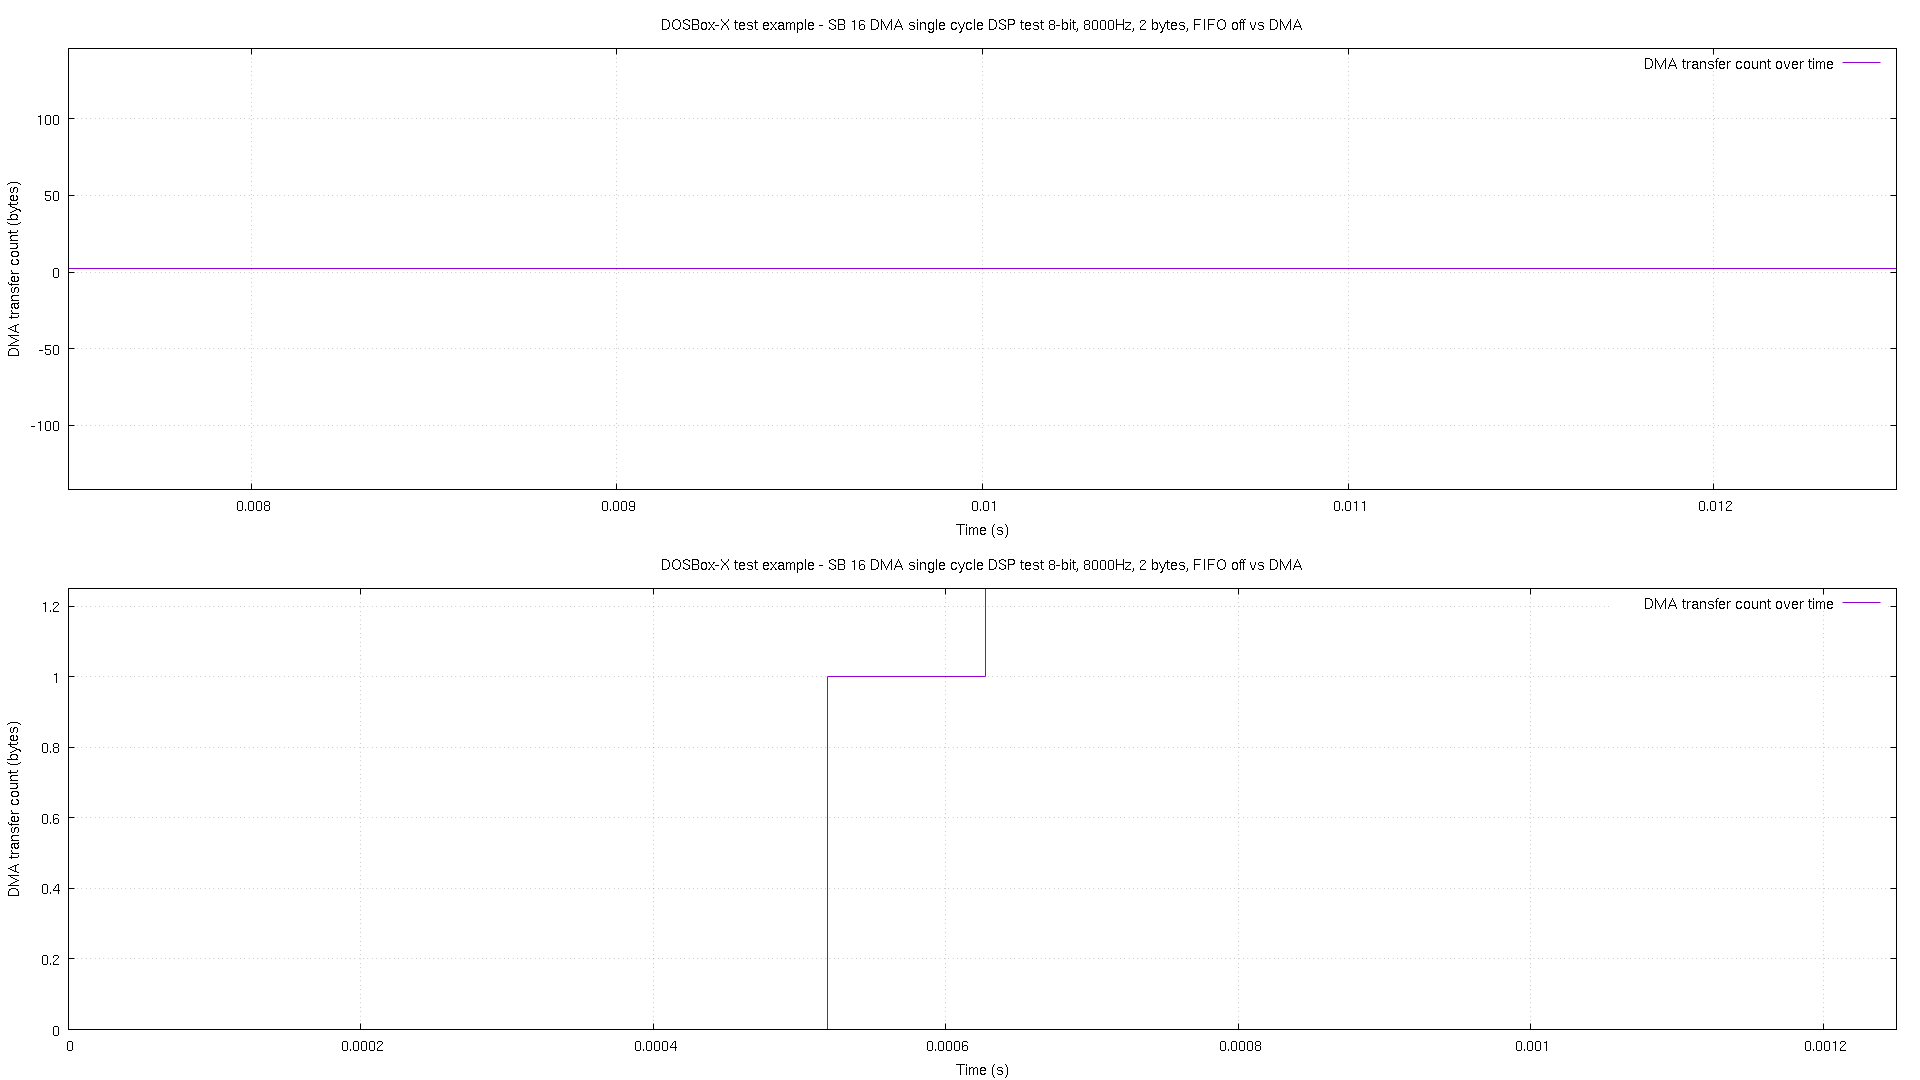 DOSBox-X test example - SB 16 DMA single cycle DSP test 8-bit, 8000Hz, 2 bytes, FIFO off vs DMA
DMA transfer count over time
100
50
0
-50
-100
DMA transfer count (bytes)
0.008 0.009 0.01 0.011 0.012
Time (s)
DOSBox-X test example - SB 16 DMA single cycle DSP test 8-bit, 8000Hz, 2 bytes, FIFO off vs DMA
DMA transfer count over time
1.2
1
0.8
0.6
0.4
0.2
0
DMA transfer count (bytes)
0 0.0002 0.0004 0.0006 0.0008 0.001 0.0012
Time (s)